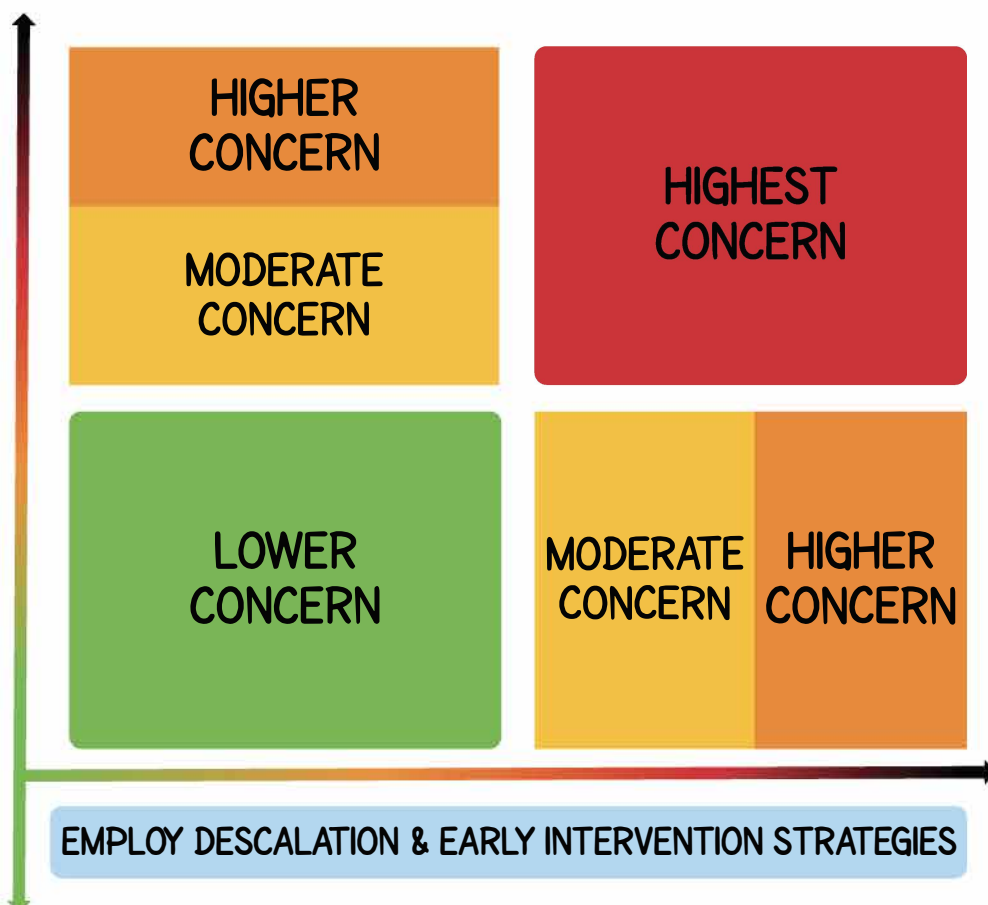 HIGHER
CONCERN
MODERATE
CONCERN
HIGHEST
CONCERN
LOWER
CONCERN
MODERATE
CONCERN
HIGHER
CONCERN
EMPLOY DESCALATION & EARLY INTERVENTION STRATEGIES